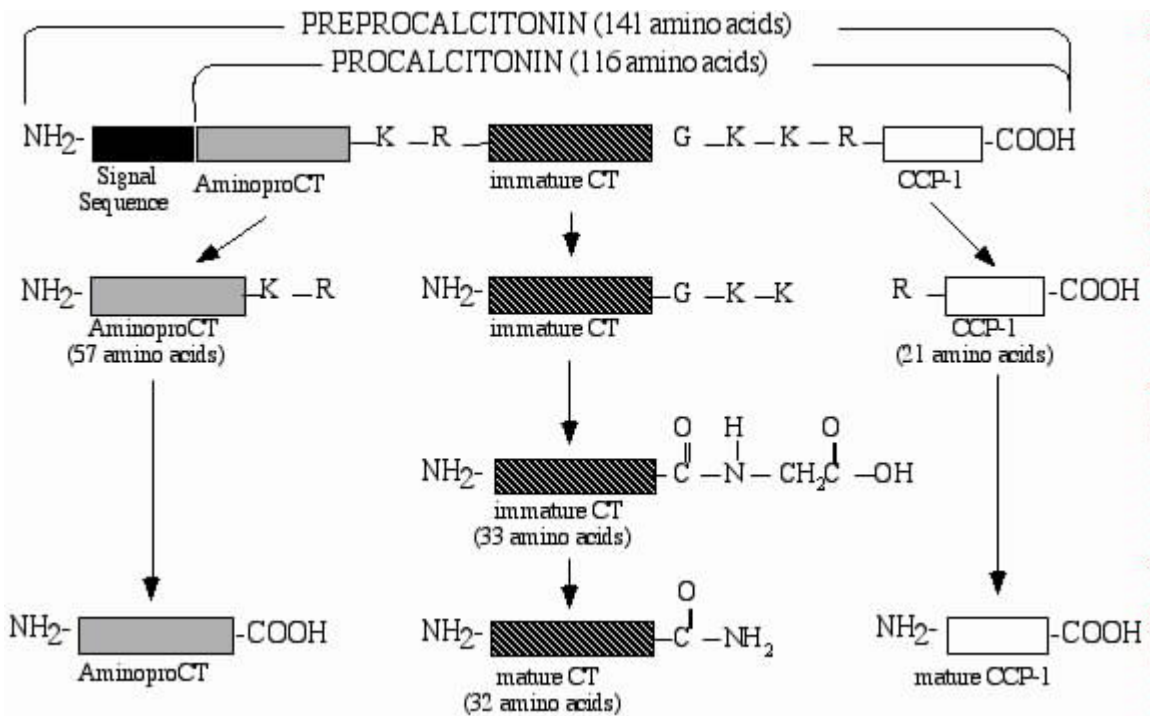 PREPROCALCITONIN (141 amino acids)
PROCALCITONIN (116 amino acids)
NH2- K R G K K R -COOH
Signal
Sequence
AminoproCT
immature CT
CCP-1
NH2- K R
AminoproCT
(57 amino acids)
NH2- G K K
immature CT
R -COOH
CCP-1
(21 amino acids)
O H O
NH2- C N CH2C OH
immature CT
(33 amino acids)
O
NH2- -COOH
AminoproCT
NH2- C NH2
mature CT
(32 amino acids)
NH2- -COOH
mature CCP-1